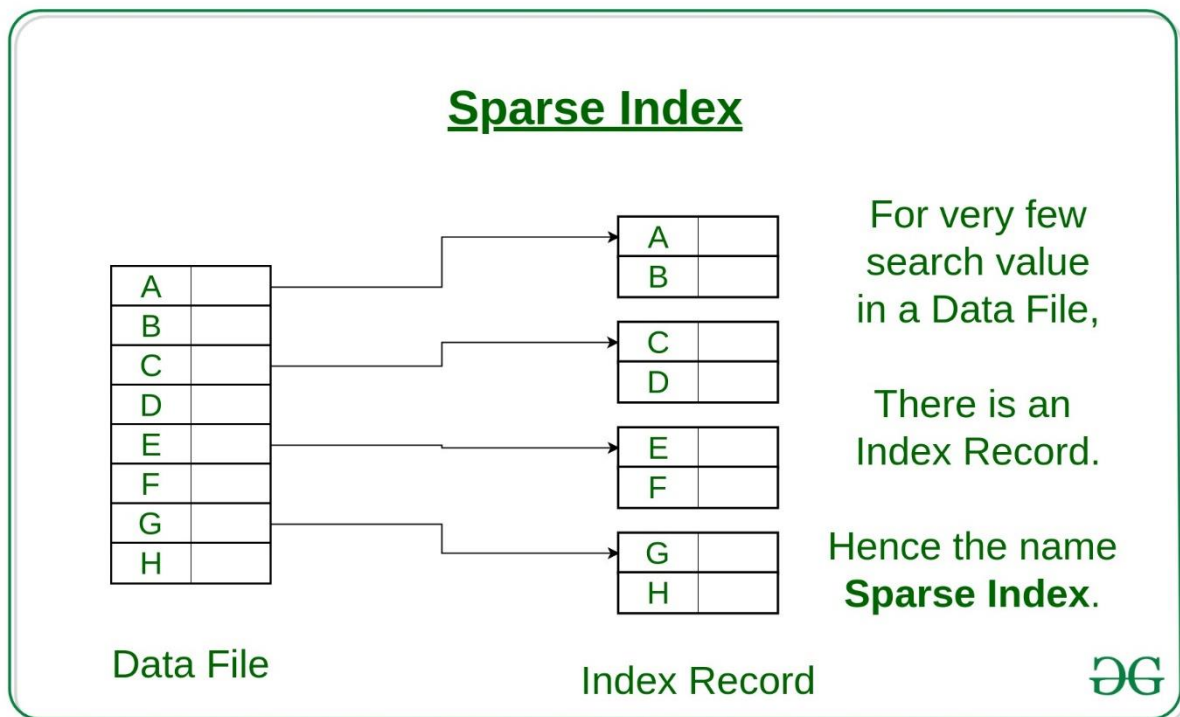 Sparse Index
A
B
C
D
E
F
G
H
Data File
A
B
C
D
E
F
G
H
Index Record
For very few
search value
in a Data File,
There is an
Index Record.
Hence the name
Sparse Index.